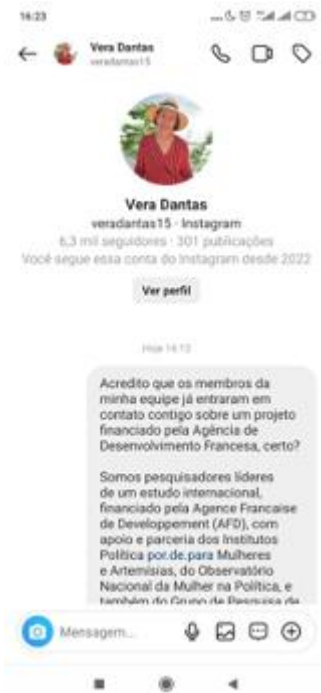 16:23
Vera Dantas
veradantas15
Vera Dantas
veradantas15 · Instagram
6,3 mil seguidores · 301 publicações
Você segue essa conta do Instagram desde 2022
Ver perfil
Hoje 14:13
Acredito que os membros da
minha equipe já entraram em
contato contigo sobre um projeto
financiado pela Agência de
Desenvolvimento Francesa, certo?
Somos pesquisadores líderes
de um estudo internacional,
financiado pela Agence Francaise
de Developpement (AFD), com
apoio e parceria dos Institutos
Política por.de.para Mulheres
e Artemísias, do Observatório
Nacional da Mulher na Política, e
também do Grupo de Pesquisa de
Mensagem...